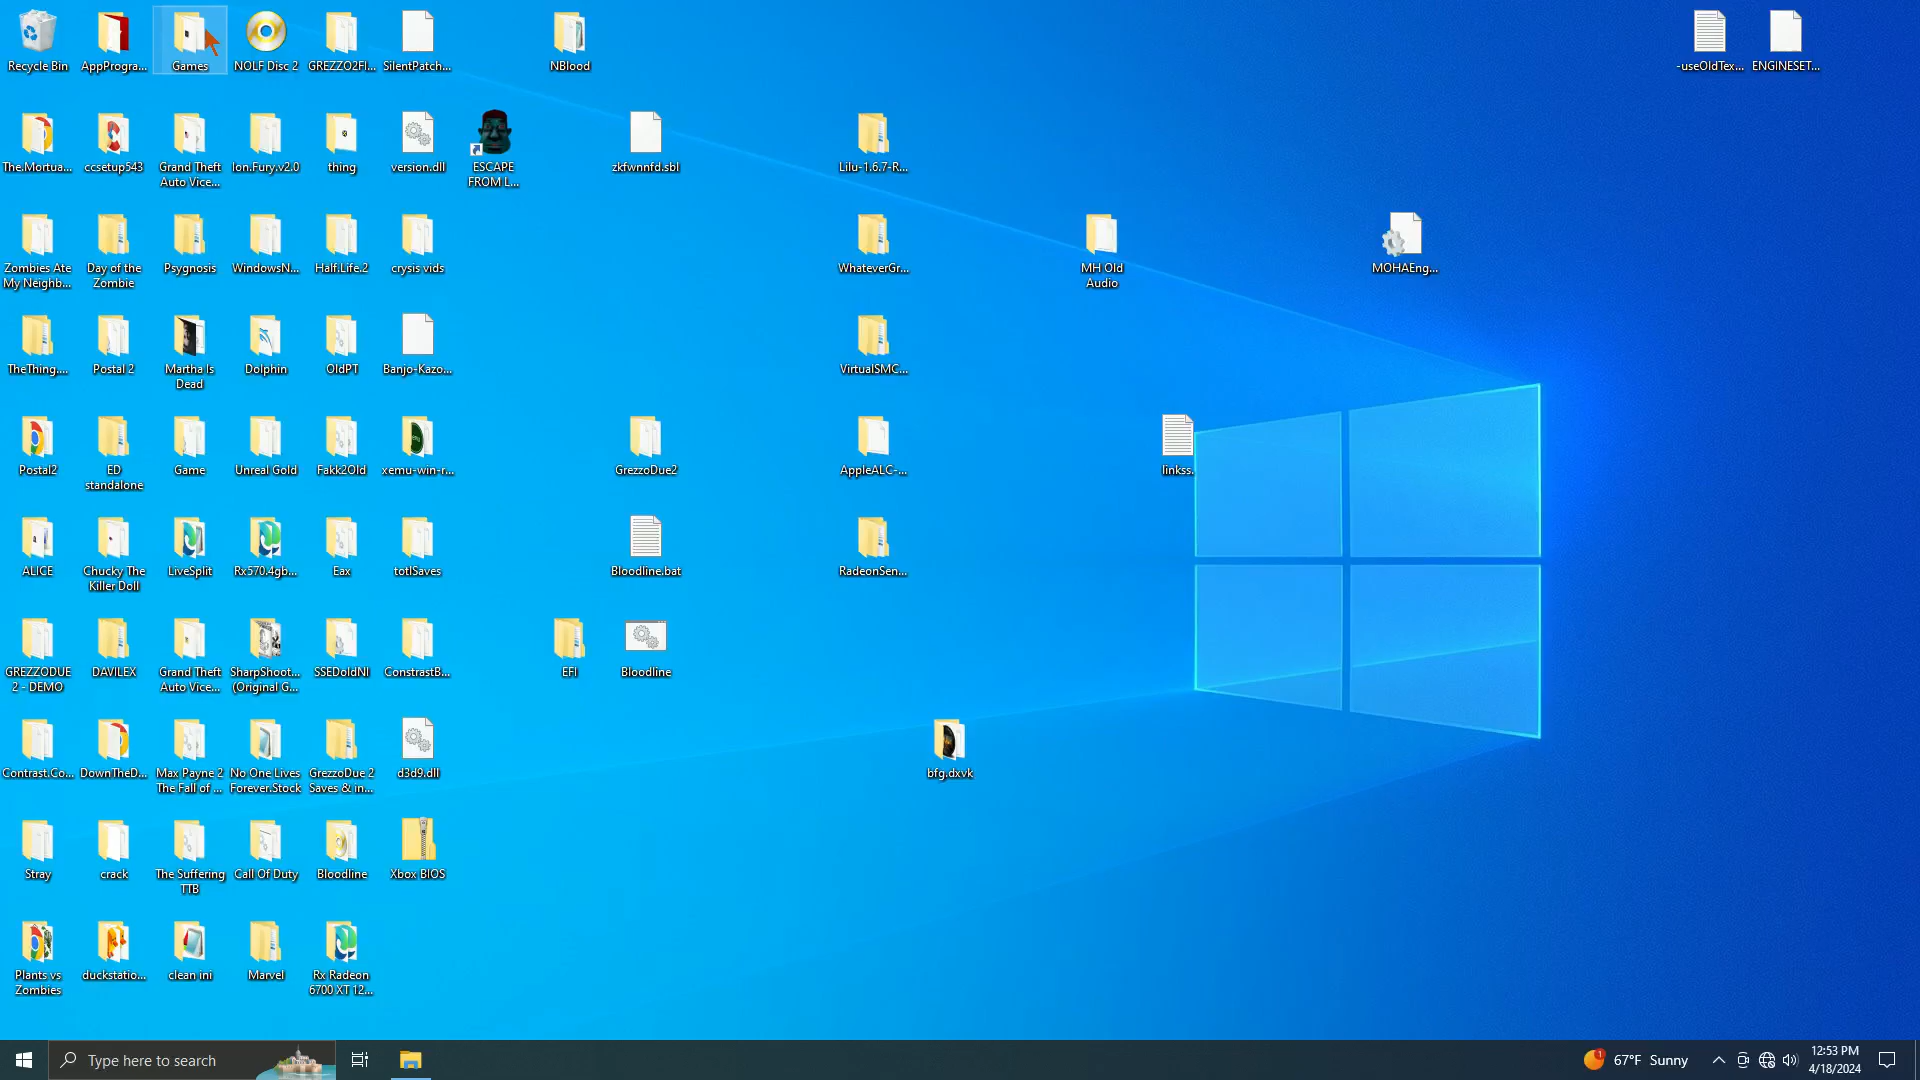 Recycle Bin
AppProgra...
Games
NOLF Disc 2
GREZZO2FI...
SilentPatch...
NBlood
-useOldTex...
ENGINESET...
The.Mortua...
ccsetup543
Grand Theft
Auto Vice...
Ion.Fury.v2.0
thing
version.dll
ESCAPE
FROM L...
zkfwnnfd.sbl
Lilu-1.6.7-R...
Zombies Ate
My Neighb...
Day of the
Zombie
Psygnosis
WindowsN...
Half.Life.2
crysis vids
WhateverGr...
MH Old
Audio
MOHAEng...
TheThing....
Postal 2
Martha Is
Dead
Dolphin
OldPT
Banjo-Kazo...
VirtualSMC...
Postal2
ED
standalone
Game
Unreal Gold
Fakk2Old
xemu-win-r...
GrezzoDue2
AppleALC-...
linkss.
ALICE
Chucky The
Killer Doll
LiveSplit
Rx570.4gb...
Eax
totlSaves
Bloodline.bat
RadeonSen...
GREZZODUE
2 - DEMO
DAVILEX
Grand Theft
Auto Vice...
SharpShoot...
(Original G...
SSEDoldNI
ConstrastB...
EFI
Bloodline
Contrast.Co...
DownTheD...
Max Payne 2
The Fall of ...
No One Lives
Forever.Stock
GrezzoDue 2
Saves & in...
d3d9.dll
bfg.dxvk
Stray
crack
The Suffering
TTB
Call Of Duty
Bloodline
Xbox BIOS
Plants vs
Zombies
duckstatio...
clean ini
Marvel
Rx Radeon
6700 XT 12...
Type here to search
1
67°F Sunny
12:53 PM
4/18/2024